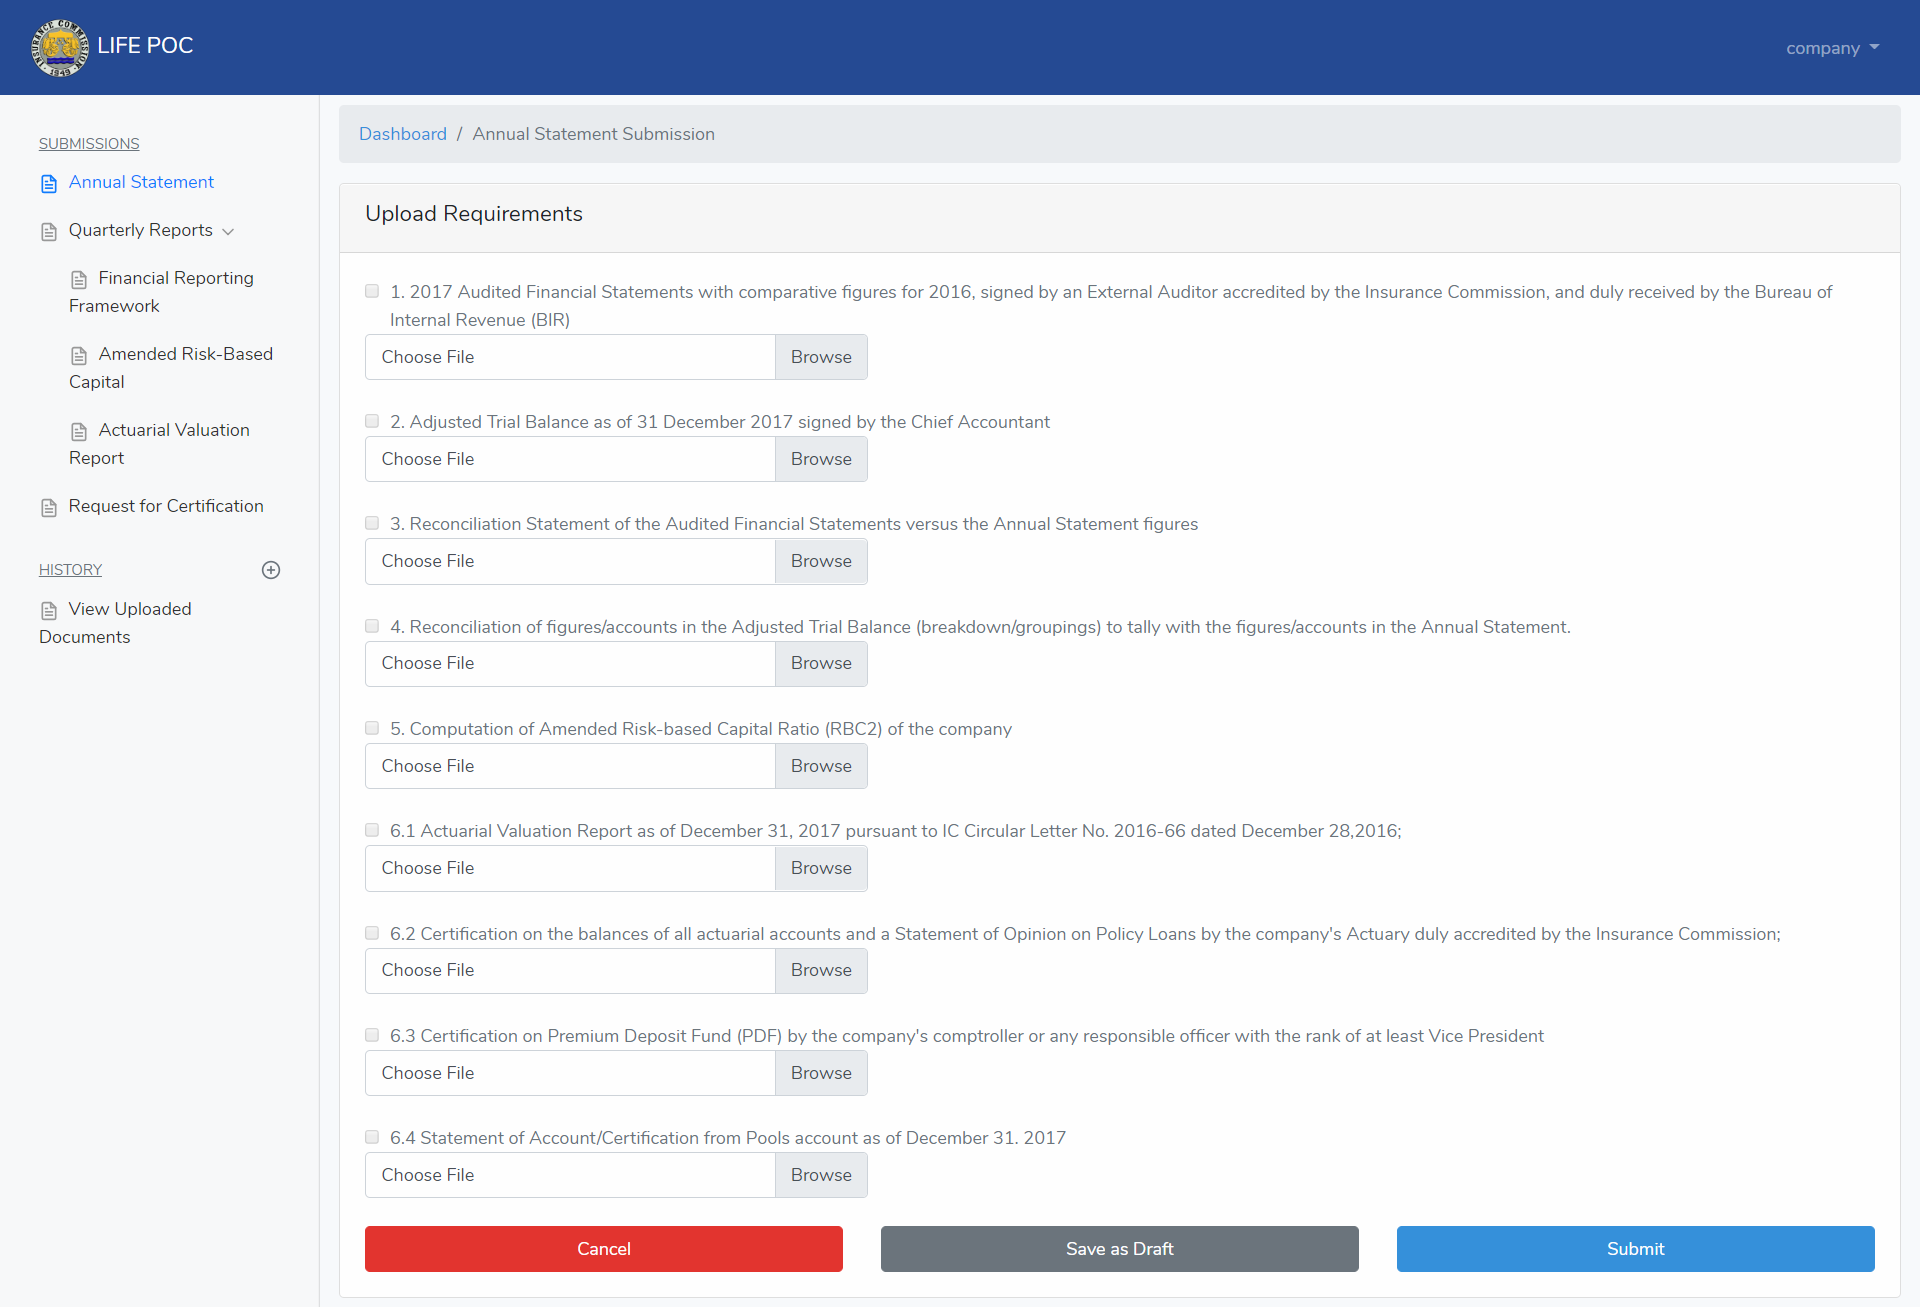 INSURANCE COMMISSION
1949
LIFE POC
company
SUBMISSIONS
Annual Statement
Quarterly Reports
Financial Reporting
Framework
Amended Risk-Based
Capital
Actuarial Valuation
Report
Request for Certification
HISTORY
View Uploaded
Documents
Dashboard / Annual Statement Submission
Upload Requirements
1. 2017 Audited Financial Statements with comparative figures for 2016, signed by an External Auditor accredited by the Insurance Commission, and duly received by the Bureau of
Internal Revenue (BIR)
Choose File Browse
2. Adjusted Trial Balance as of 31 December 2017 signed by the Chief Accountant
Choose File Browse
3. Reconciliation Statement of the Audited Financial Statements versus the Annual Statement figures
Choose File Browse
4. Reconciliation of figures/accounts in the Adjusted Trial Balance (breakdown/groupings) to tally with the figures/accounts in the Annual Statement.
Choose File Browse
5. Computation of Amended Risk-based Capital Ratio (RBC2) of the company
Choose File Browse
6.1 Actuarial Valuation Report as of December 31, 2017 pursuant to IC Circular Letter No. 2016-66 dated December 28,2016;
Choose File Browse
6.2 Certification on the balances of all actuarial accounts and a Statement of Opinion on Policy Loans by the company's Actuary duly accredited by the Insurance Commission;
Choose File Browse
6.3 Certification on Premium Deposit Fund (PDF) by the company's comptroller or any responsible officer with the rank of at least Vice President
Choose File Browse
6.4 Statement of Account/Certification from Pools account as of December 31. 2017
Choose File Browse
Cancel Save as Draft Submit